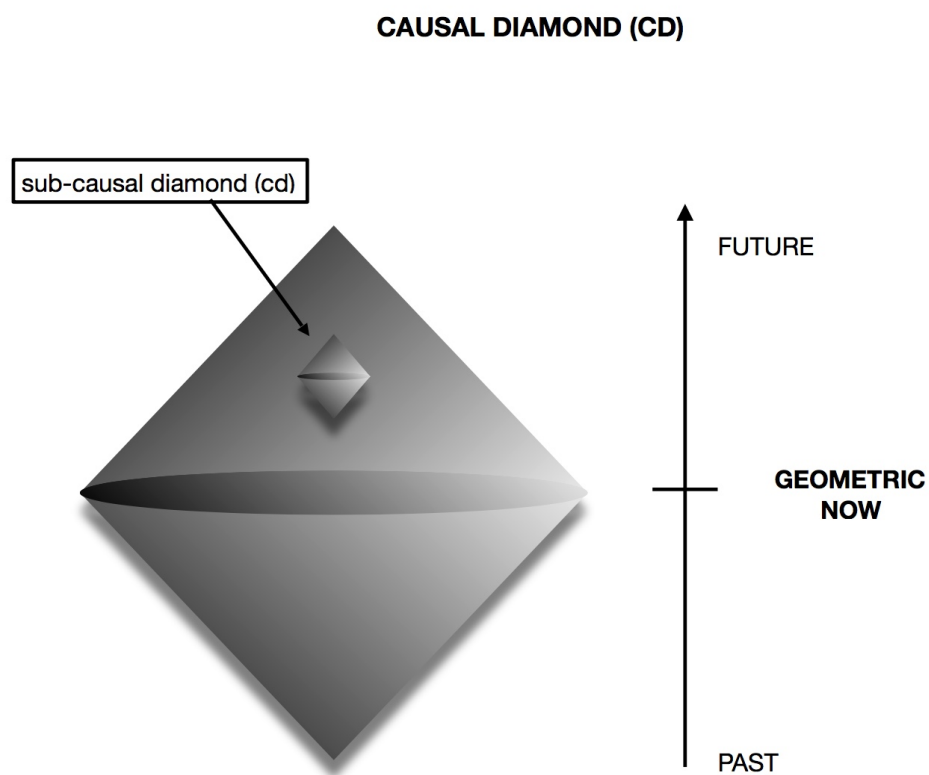 CAUSAL DIAMOND (CD)
sub-causal diamond (cd)
FUTURE
GEOMETRIC
NOW
PAST